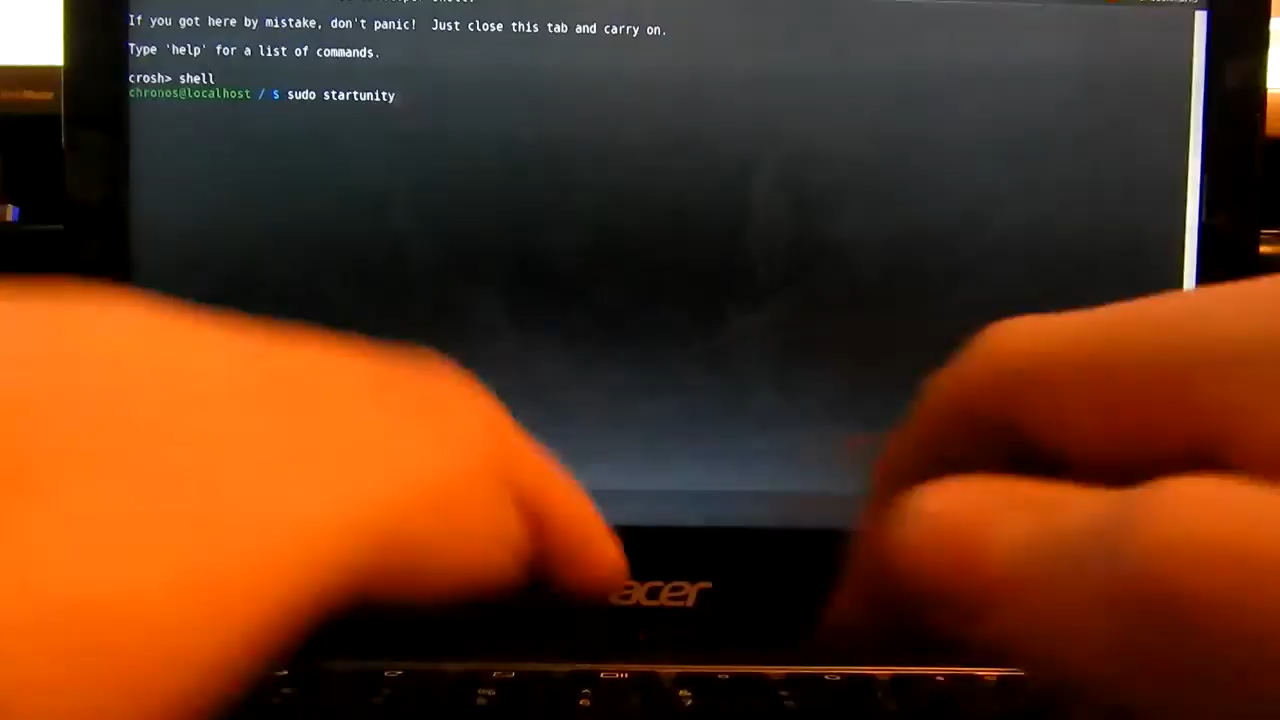 If you got here by mistake, don't panic! Just close this tab and carry on.
Type 'help' for a list of commands.
crosh> shell
chronos@localhost / $ sudo startunity
acer